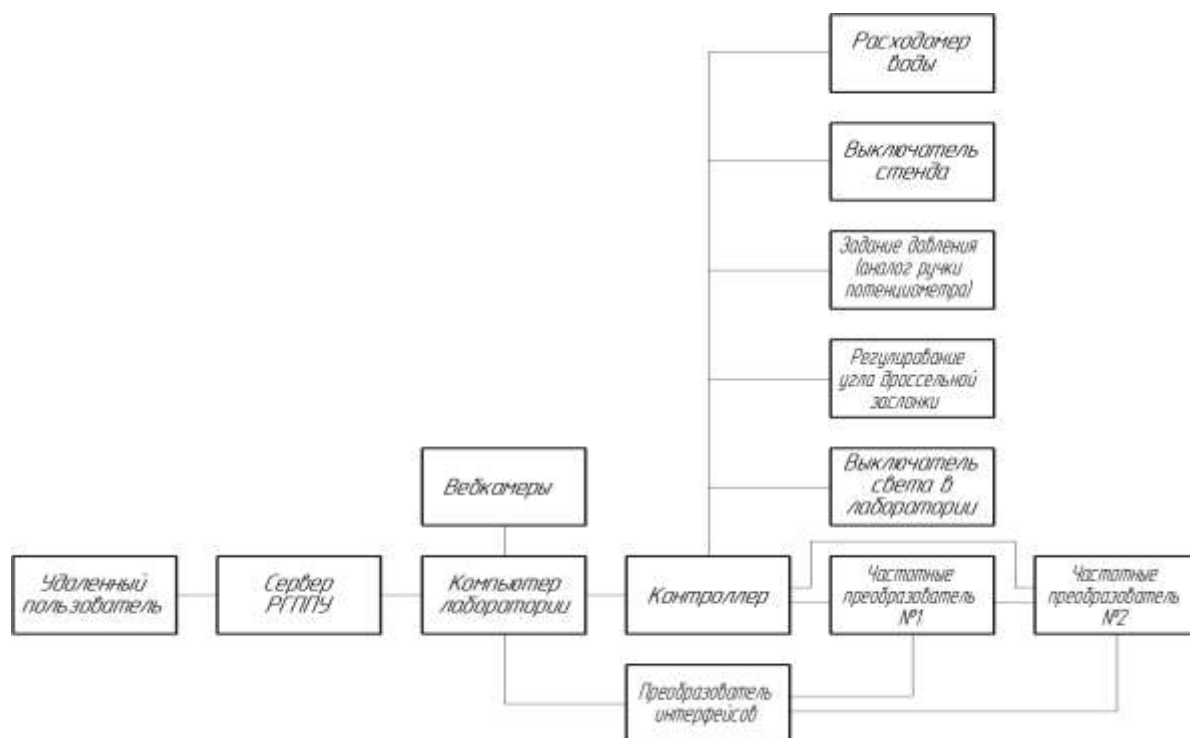 Расходомер
воды
Выключатель
стенда
Задание давления
(аналог ручки
потенциометра)
Регулирование
угла дроссельной
заслонки
Выключатель
света в
лаборатории
Вебкамеры
Удаленный
пользователь
Сервер
РГППУ
Компьютер
лаборатории
Контроллер
Частотные
преобразователь
№1
Частотные
преобразователь
№2
Преобразователь
интерфейсов